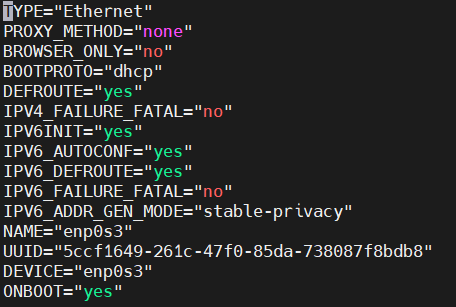 TYPE="Ethernet"
PROXY_METHOD="none"
BROWSER_ONLY="no"
BOOTPROTO="dhcp"
DEFROUTE="yes"
IPV4_FAILURE_FATAL="no"
IPV6INIT="yes"
IPV6_AUTOCONF="yes"
IPV6_DEFROUTE="yes"
IPV6_FAILURE_FATAL="no"
IPV6_ADDR_GEN_MODE="stable-privacy"
NAME="enp0s3"
UUID="5ccf1649-261c-47f0-85da-738087f8bdb8"
DEVICE="enp0s3"
ONBOOT="yes"